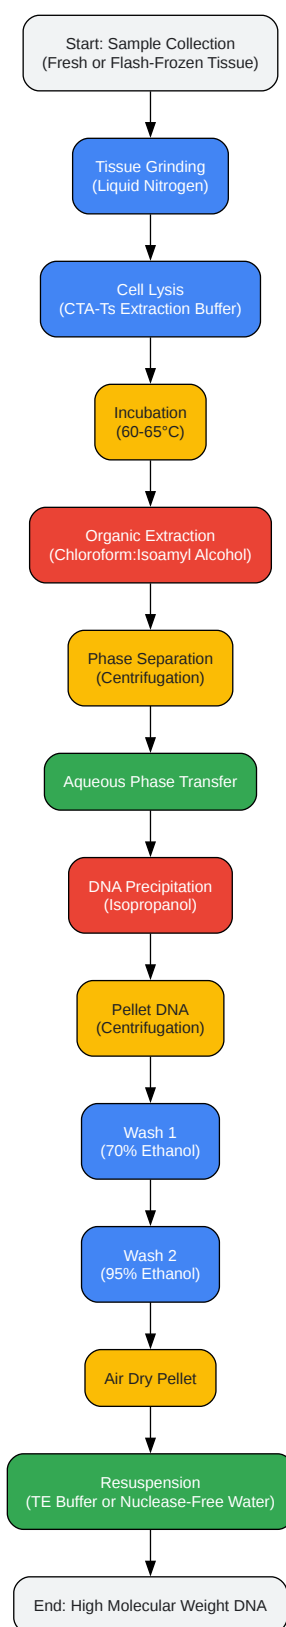 Start: Sample Collection
(Fresh or Flash-Frozen Tissue)
Tissue Grinding
(Liquid Nitrogen)
Cell Lysis
(CTA-Ts Extraction Buffer)
Incubation
(60-65°C)
Organic Extraction
(Chloroform:Isoamyl Alcohol)
Phase Separation
(Centrifugation)
Aqueous Phase Transfer
DNA Precipitation
(Isopropanol)
Pellet DNA
(Centrifugation)
Wash 1
(70% Ethanol)
Wash 2
(95% Ethanol)
Air Dry Pellet
Resuspension
(TE Buffer or Nuclease-Free Water)
End: High Molecular Weight DNA